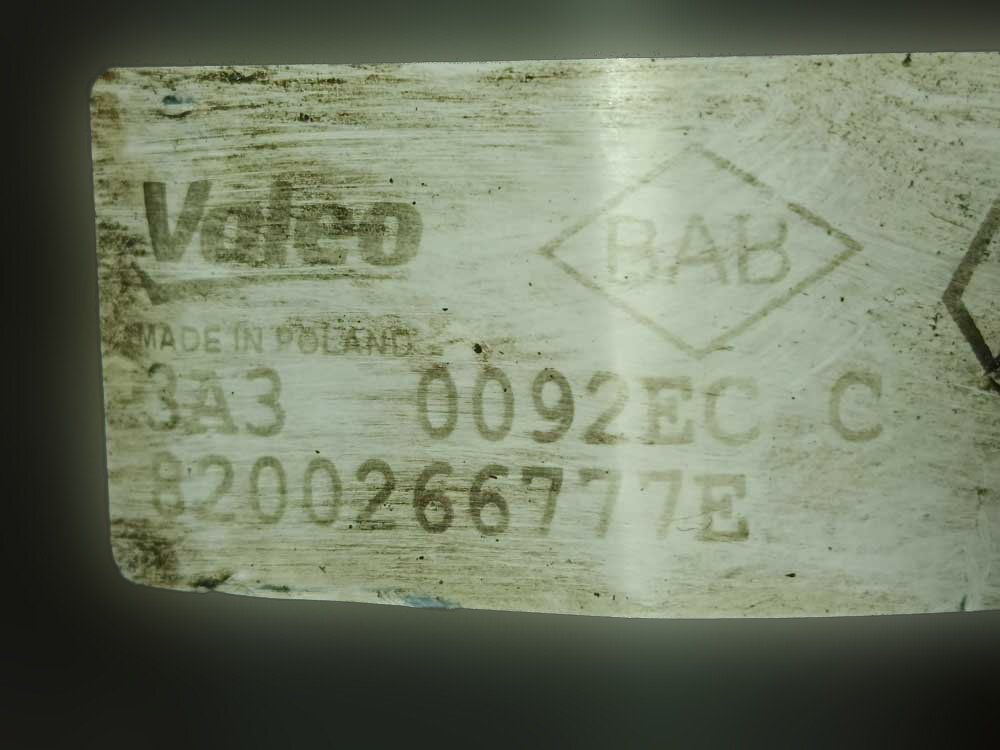 Valeo
BAB
MADE IN POLAND
3A3 0092EC C
8200266777E